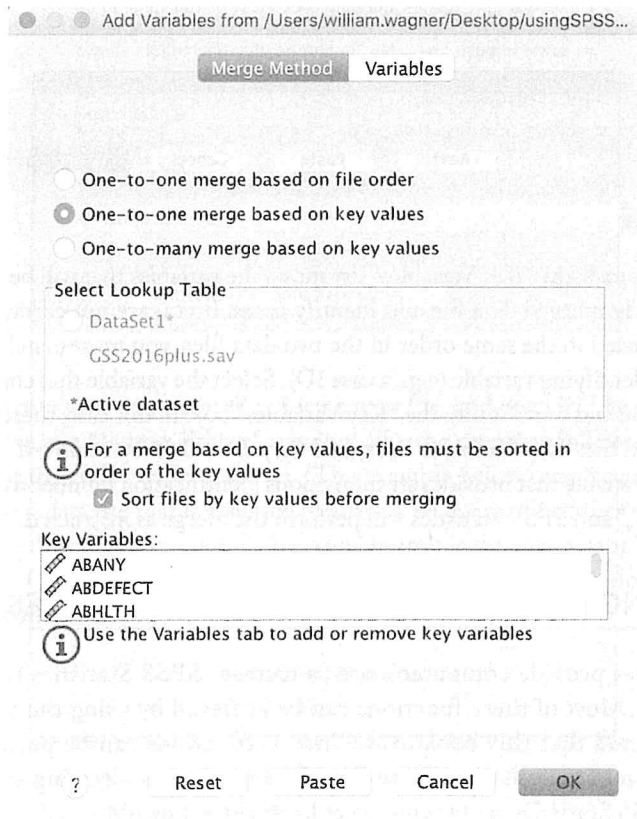 Add Variables from /Users/william.wagner/Desktop/usingSPSS...
Merge Method Variables
One-to-one merge based on file order
One-to-one merge based on key values
One-to-many merge based on key values
Select Lookup Table
DataSet1*
GSS2016plus.sav
*Active dataset
For a merge based on key values, files must be sorted in
order of the key values
Sort files by key values before merging
Key Variables:
ABANY
ABDEFECT
ABHLTH
Use the Variables tab to add or remove key variables
? Reset Paste Cancel OK